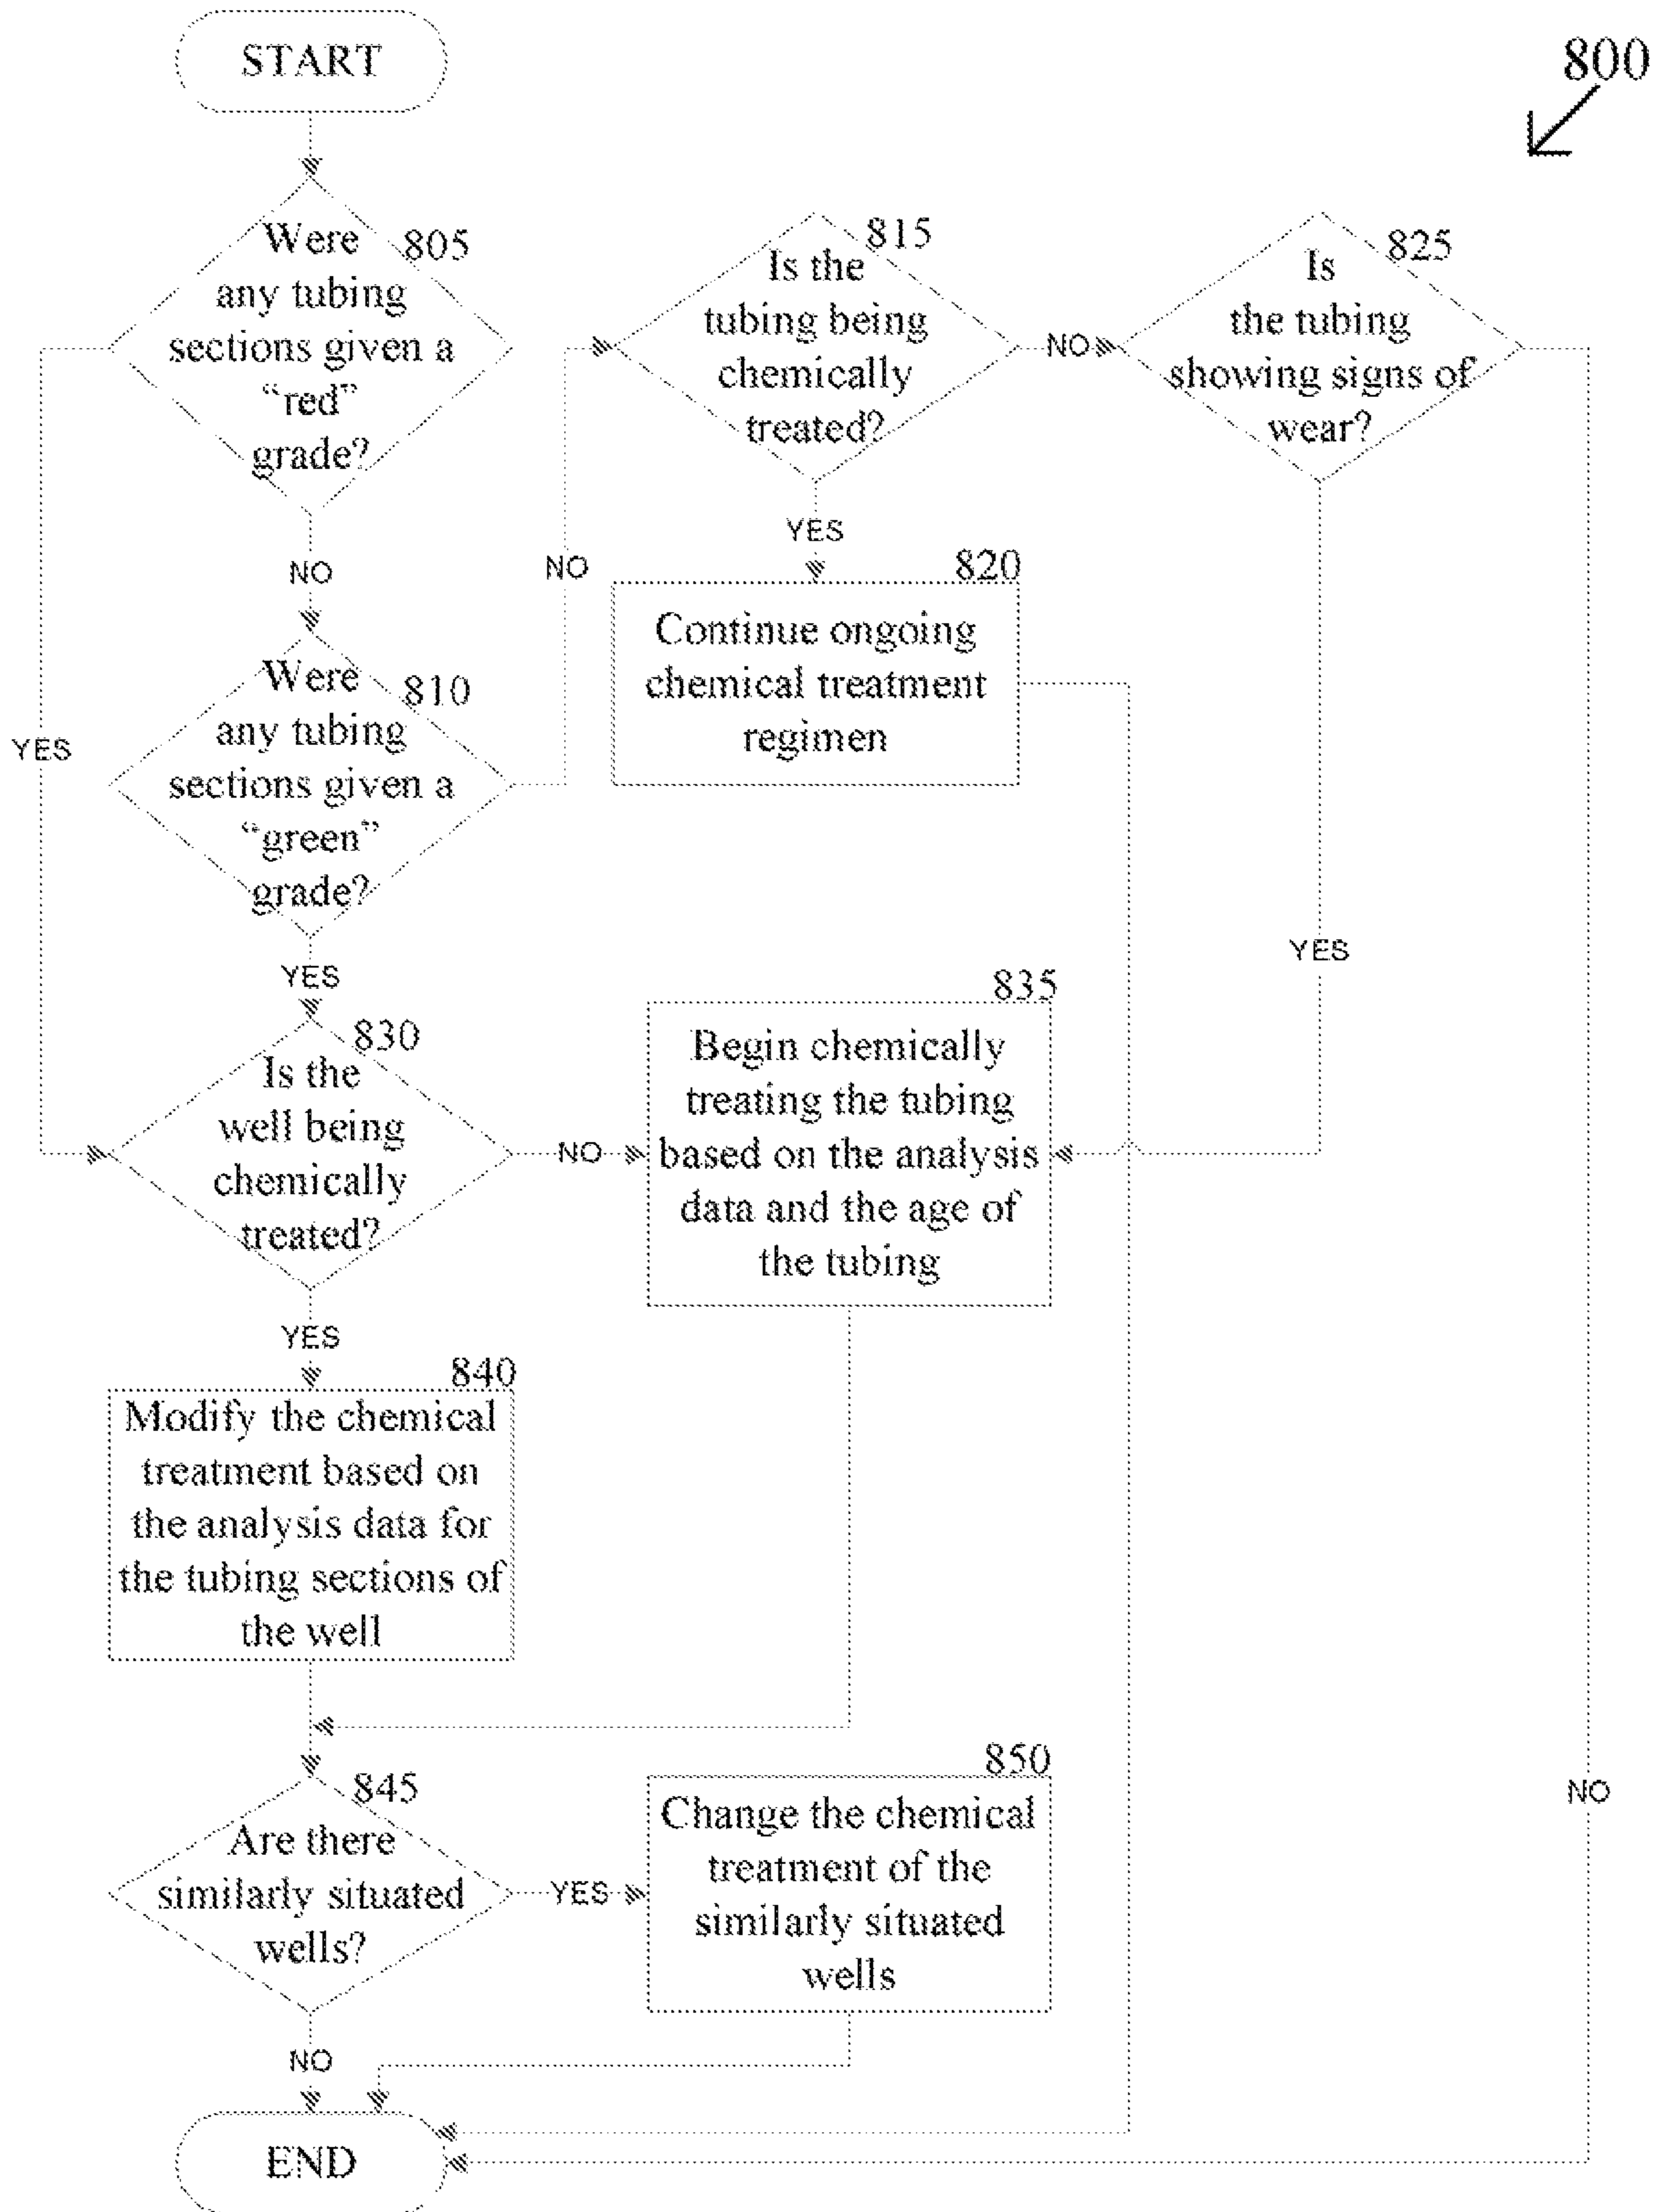 START
800
Were
any tubing
sections given a
“red”
grade?
805
YES
NO
Were
any tubing
sections given a
“green”
grade?
810
NO
YES
Is the
tubing being
chemically
treated?
815
NO
YES
Continue ongoing
chemical treatment
regimen
820
Is
the tubing
showing signs of
wear?
825
YES
NO
Is the
well being
chemically
treated?
830
NO
YES
Begin chemically
treating the tubing
based on the analysis
data and the age of
the tubing
835
Modify the chemical
treatment based on
the analysis data for
the tubing sections of
the well
840
Are there
similarly situated
wells?
845
YES
NO
Change the chemical
treatment of the
similarly situated
wells
850
END